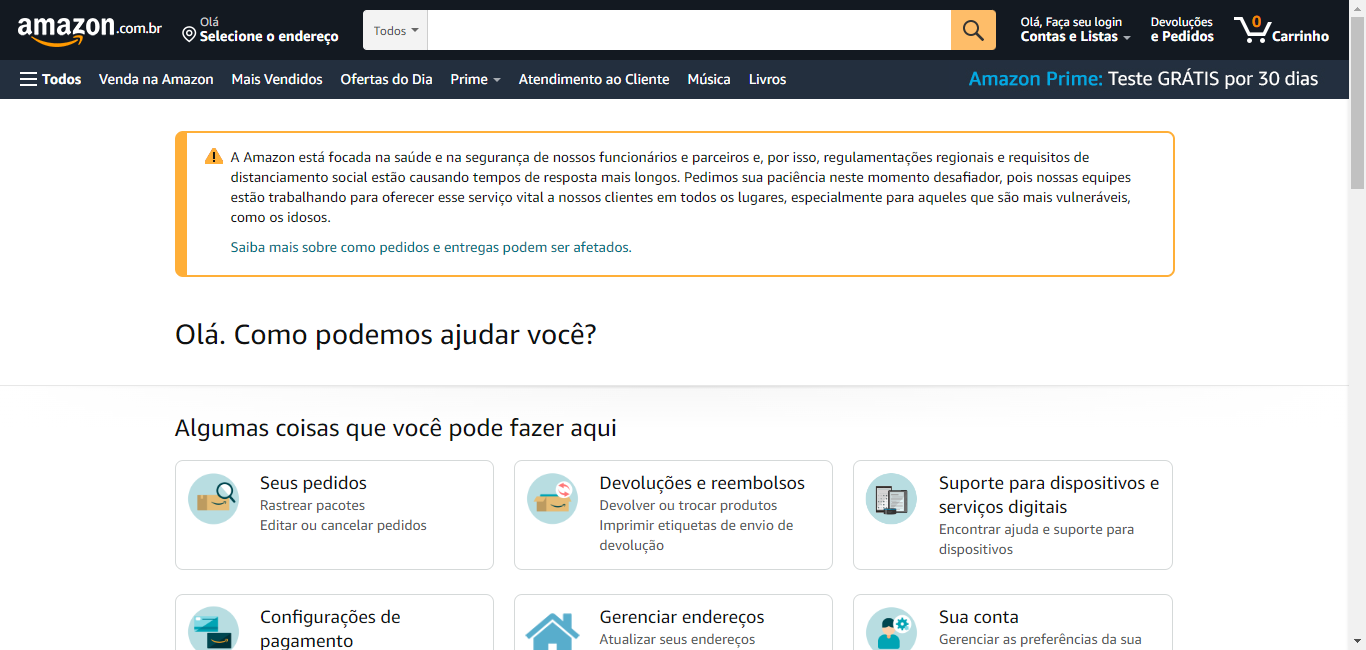 amazon.com.br
Olá
Selecione o endereço
Todos
Olá, Faça seu login
Contas e Listas
Devoluções
e Pedidos
0
Carrinho
Todos
Venda na Amazon
Mais Vendidos
Ofertas do Dia
Prime
Atendimento ao Cliente
Música
Livros
Amazon Prime: Teste GRÁTIS por 30 dias
A Amazon está focada na saúde e na segurança de nossos funcionários e parceiros e, por isso, regulamentações regionais e requisitos de
distanciamento social estão causando tempos de resposta mais longos. Pedimos sua paciência neste momento desafiador, pois nossas equipes
estão trabalhando para oferecer esse serviço vital a nossos clientes em todos os lugares, especialmente para aqueles que são mais vulneráveis,
como os idosos.
Saiba mais sobre como pedidos e entregas podem ser afetados.
Olá. Como podemos ajudar você?
Algumas coisas que você pode fazer aqui
Seus pedidos
Rastrear pacotes
Editar ou cancelar pedidos
Devoluções e reembolsos
Devolver ou trocar produtos
Imprimir etiquetas de envio de
devolução
Suporte para dispositivos e
serviços digitais
Encontrar ajuda e suporte para
dispositivos
Configurações de
pagamento
Gerenciar endereços
Atualizar seus endereços
Sua conta
Gerenciar as preferências da sua